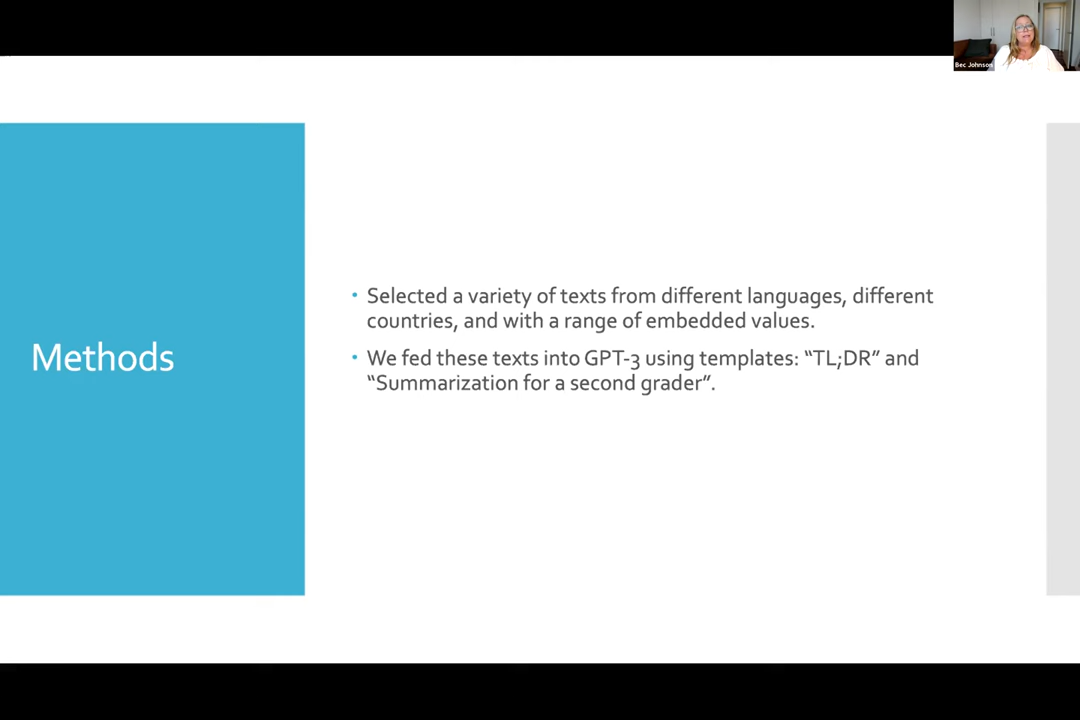 Bec Johnson
Methods
• Selected a variety of texts from different languages, different
countries, and with a range of embedded values.
• We fed these texts into GPT-3 using templates: “TL;DR” and
“Summarization for a second grader”.